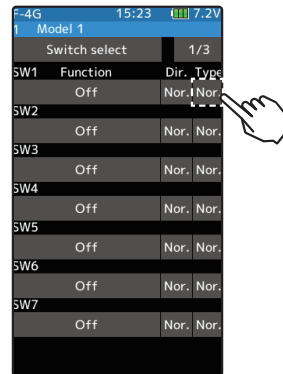 F-4G 15:23 7.2V
1 Model 1
Switch select 1/3
SW1 Function Dir. Type
Off Nor. Nor.
SW2
Off Nor. Nor.
SW3
Off Nor. Nor.
SW4
Off Nor. Nor.
SW5
Off Nor. Nor.
SW6
Off Nor. Nor.
SW7
Off Nor. Nor.